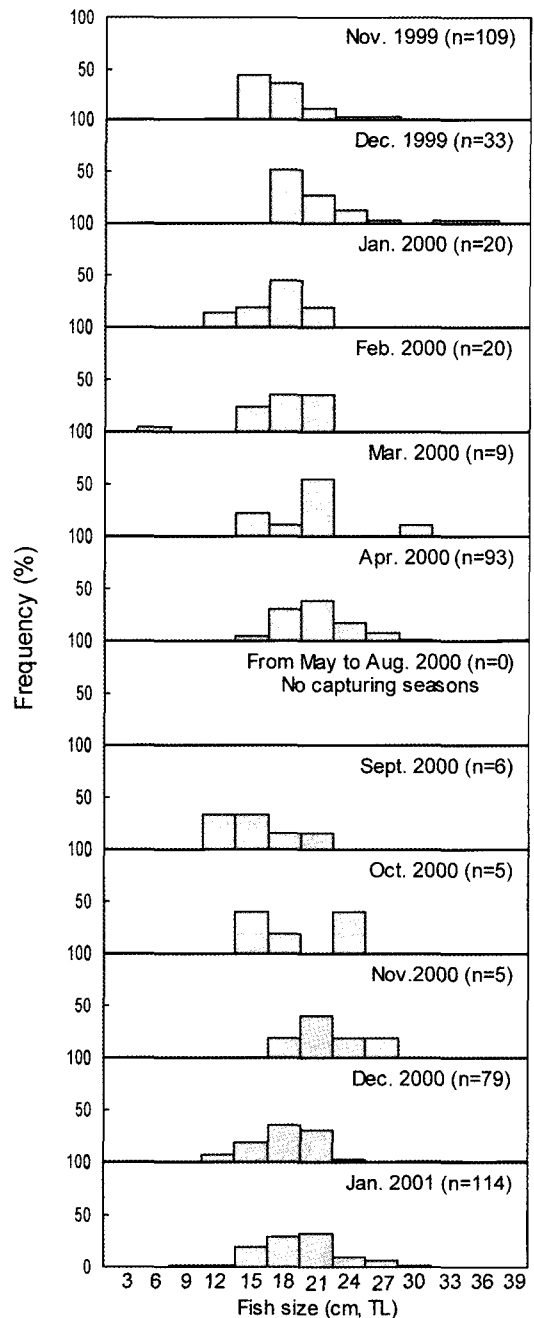 Frequency (%)
100
Nov. 1999 (n=109)
50
100
Dec. 1999 (n=33)
50
100
Jan. 2000 (n=20)
50
100
Feb. 2000 (n=20)
50
100
Mar. 2000 (n=9)
50
100
Apr. 2000 (n=93)
50
100
From May to Aug. 2000 (n=0)
No capturing seasons
50
100
Sept. 2000 (n=6)
50
100
Oct. 2000 (n=5)
50
100
Nov.2000 (n=5)
50
100
Dec. 2000 (n=79)
50
100
Jan. 2001 (n=114)
50
0
3 6 9 12 15 18 21 24 27 30 33 36 39
Fish size (cm, TL)